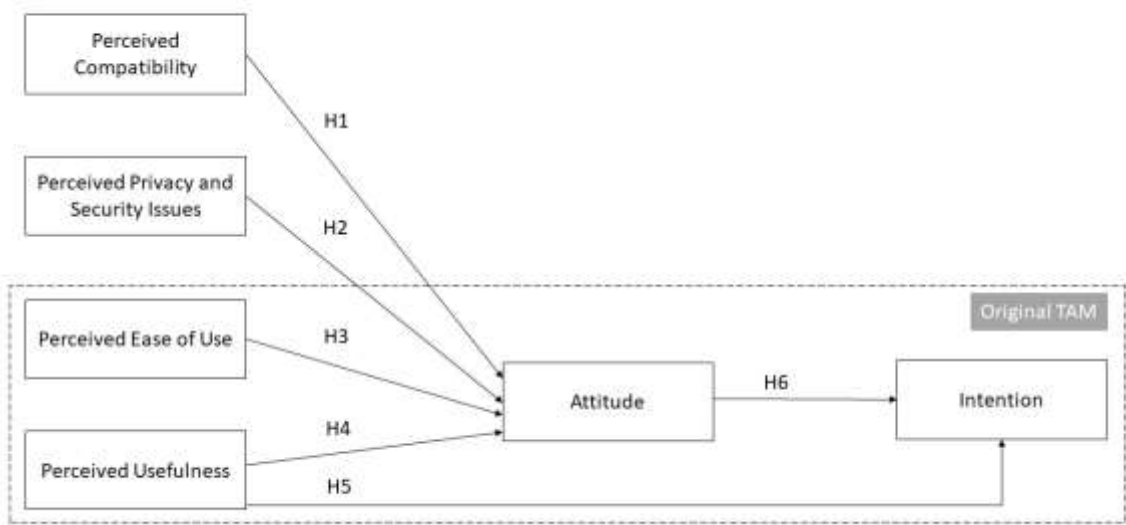 Perceived
Compatibility
H1
Perceived Privacy and
Security Issues
H2
Original TAM
Perceived Ease of Use
H3
Attitude
H6
Intention
H4
Perceived Usefulness
H5